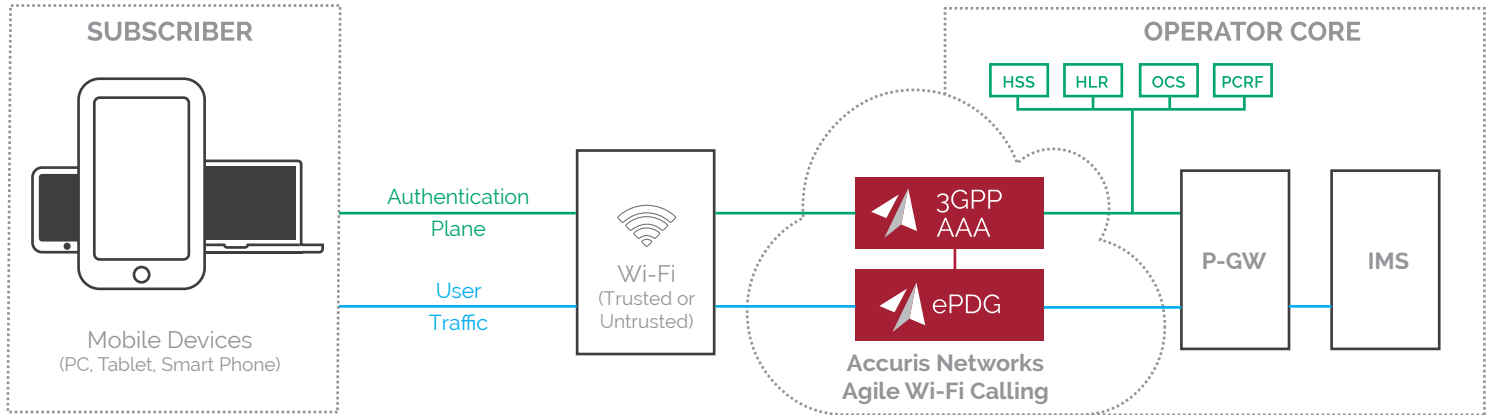 SUBSCRIBER
Mobile Devices
(PC, Tablet, Smart Phone)
Authentication
Plane
User
Traffic
Wi-Fi
(Trusted or
Untrusted)
3GPP
AAA
ePDG
Accuris Networks
Agile Wi-Fi Calling
OPERATOR CORE
HSS
HLR
OCS
PCRF
P-GW
IMS